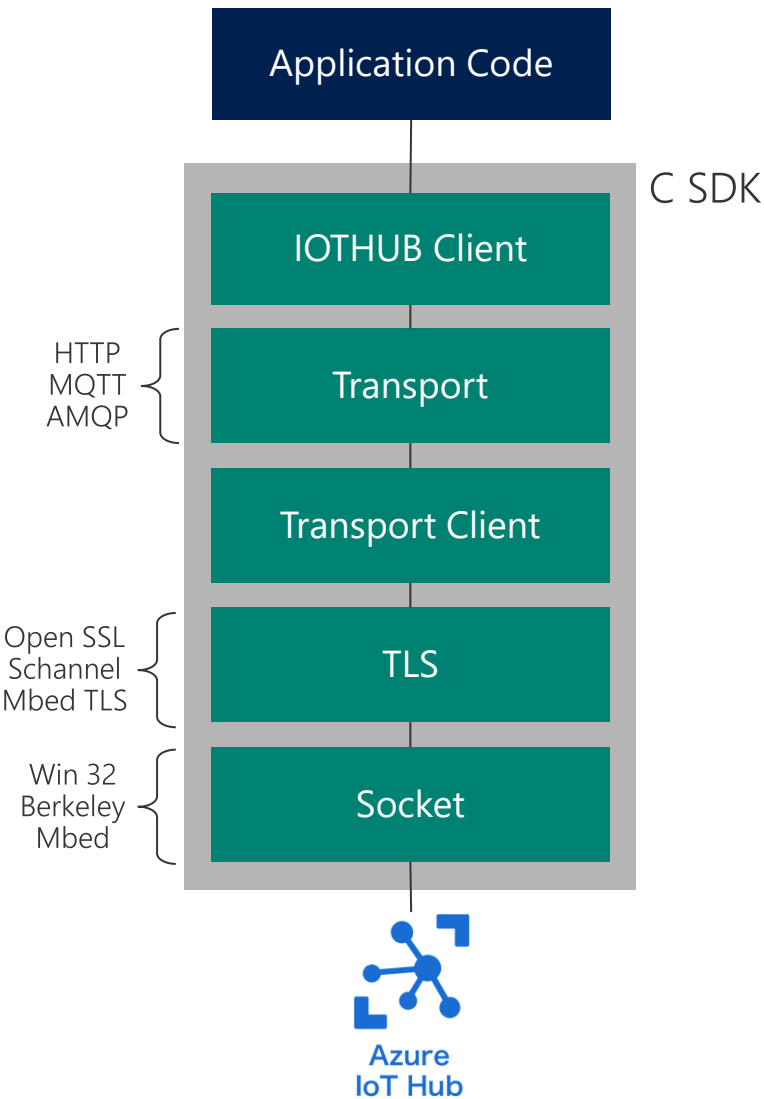 Application Code
C SDK
IOTHUB Client
HTTP
MQTT
AMQP
Transport
Transport Client
Open SSL
Schannel
Mbed TLS
TLS
Win 32
Berkeley
Mbed
Socket
Azure
IoT Hub